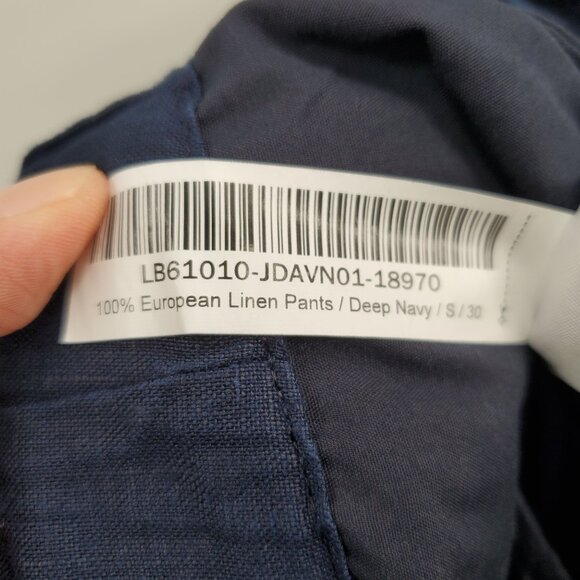 LB61010-JDAVN01-18970
100% European Linen Pants / Deep Navy / S / 30